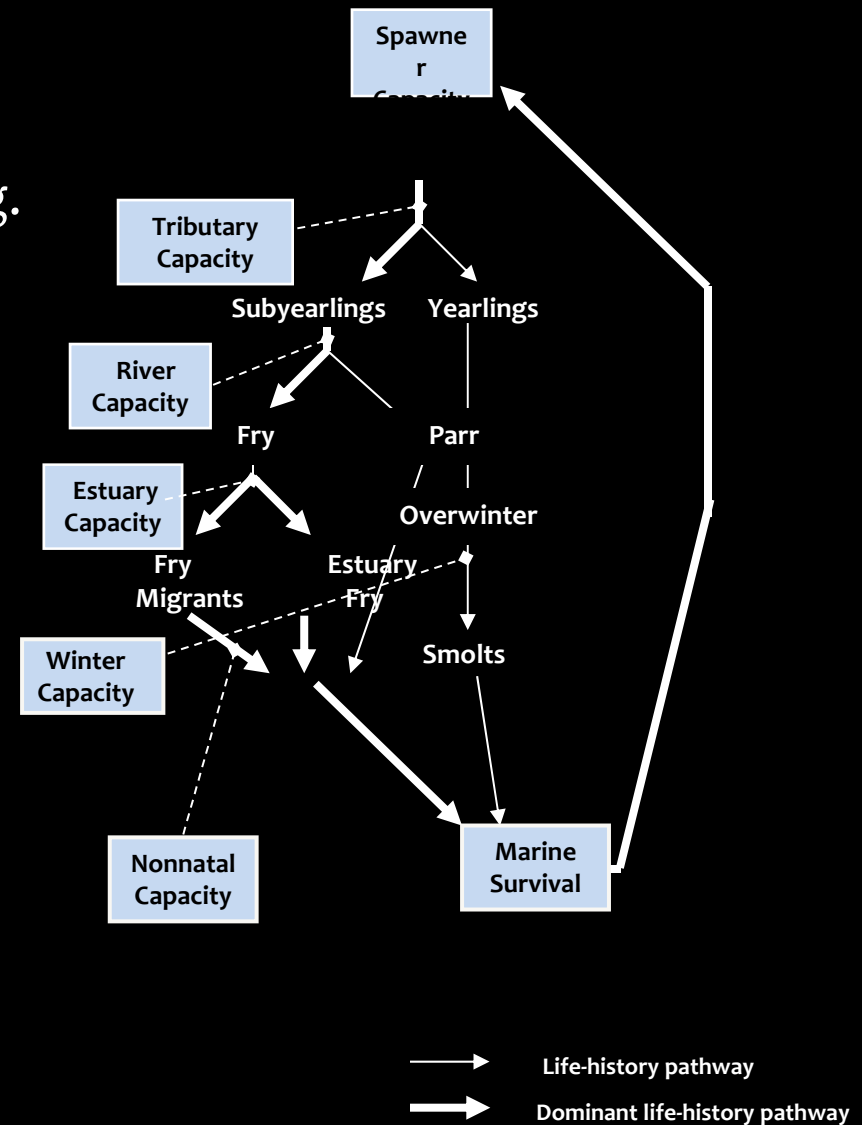 Spawne
r
Capacity
g.
Tributary
Capacity
Subyearlings
Yearlings
River
Capacity
Fry
Parr
Estuary
Capacity
Overwinter
Fry
Migrants
Estuary
Fry
Winter
Capacity
Smolts
Nonnatal
Capacity
Marine
Survival
Life-history pathway
Dominant life-history pathway